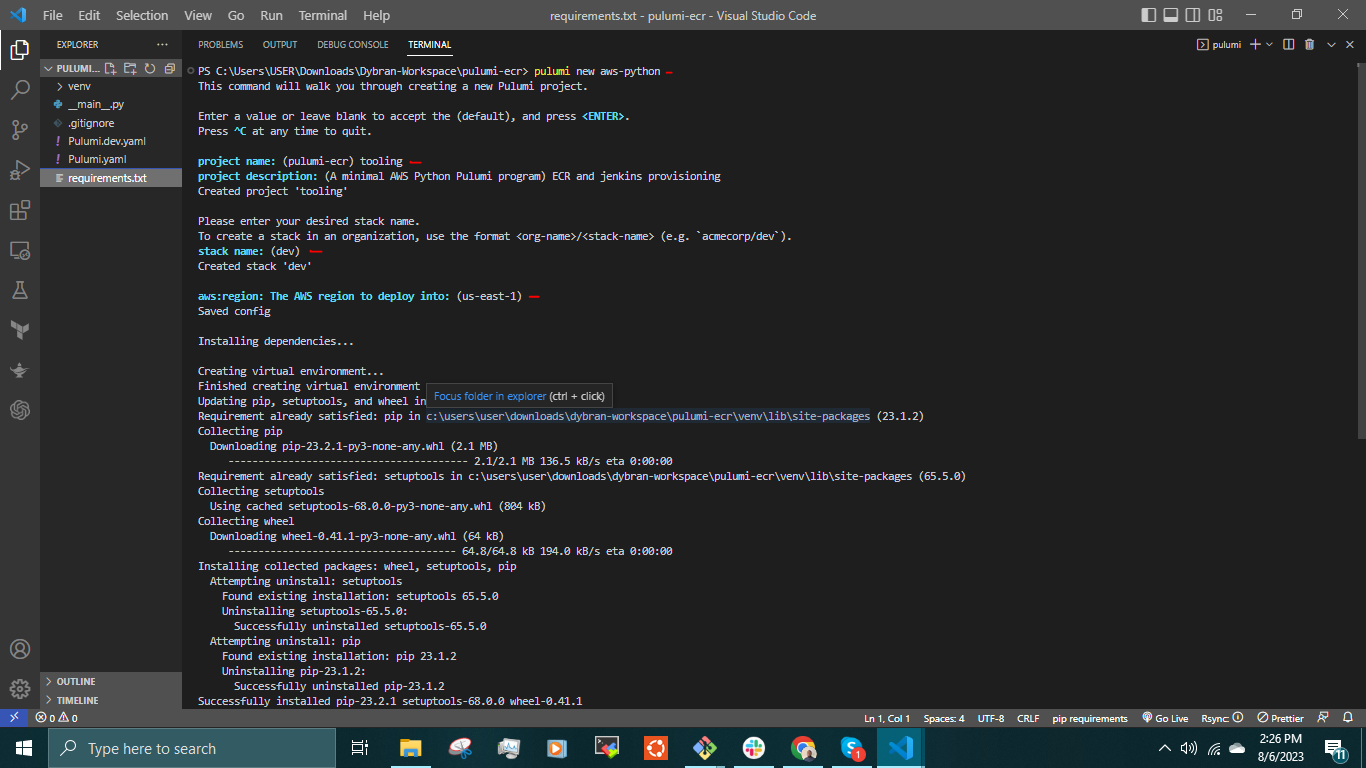 File Edit Selection View Go Run Terminal Help
requirements.txt - pulumi-ecr - Visual Studio Code
EXPLORER
PULUMI...
venv
__main__.py
.gitignore
Pulumi.dev.yaml
Pulumi.yaml
requirements.txt
OUTLINE
TIMELINE
PROBLEMS OUTPUT DEBUG CONSOLE TERMINAL
pulumi
PS C:\Users\USER\Downloads\Dybran-Workspace\pulumi-ecr> pulumi new aws-python
This command will walk you through creating a new Pulumi project.
Enter a value or leave blank to accept the (default), and press <ENTER>.
Press ^C at any time to quit.
project name: (pulumi-ecr) tooling
project description: (A minimal AWS Python Pulumi program) ECR and jenkins provisioning
Created project 'tooling'
Please enter your desired stack name.
To create a stack in an organization, use the format <org-name>/<stack-name> (e.g. `acmecorp/dev`).
stack name: (dev)
Created stack 'dev'
aws:region: The AWS region to deploy into: (us-east-1)
Saved config
Installing dependencies...
Creating virtual environment...
Finished creating virtual environment
Updating pip, setuptools, and wheel in
Focus folder in explorer (ctrl + click)
Requirement already satisfied: pip in c:\users\user\downloads\dybran-workspace\pulumi-ecr\venv\lib\site-packages (23.1.2)
Collecting pip
Downloading pip-23.2.1-py3-none-any.whl (2.1 MB)
---------------------------------------- 2.1/2.1 MB 136.5 kB/s eta 0:00:00
Requirement already satisfied: setuptools in c:\users\user\downloads\dybran-workspace\pulumi-ecr\venv\lib\site-packages (65.5.0)
Collecting setuptools
Using cached setuptools-68.0.0-py3-none-any.whl (804 kB)
Collecting wheel
Downloading wheel-0.41.1-py3-none-any.whl (64 kB)
-------------------------------------- 64.8/64.8 kB 194.0 kB/s eta 0:00:00
Installing collected packages: wheel, setuptools, pip
Attempting uninstall: setuptools
Found existing installation: setuptools 65.5.0
Uninstalling setuptools-65.5.0:
Successfully uninstalled setuptools-65.5.0
Attempting uninstall: pip
Found existing installation: pip 23.1.2
Uninstalling pip-23.1.2:
Successfully uninstalled pip-23.1.2
Successfully installed pip-23.2.1 setuptools-68.0.0 wheel-0.41.1
0 0
Ln 1, Col 1 Spaces: 4 UTF-8 CRLF pip requirements Go Live Rsync: Prettier
Type here to search
1
2:26 PM
8/6/2023
11